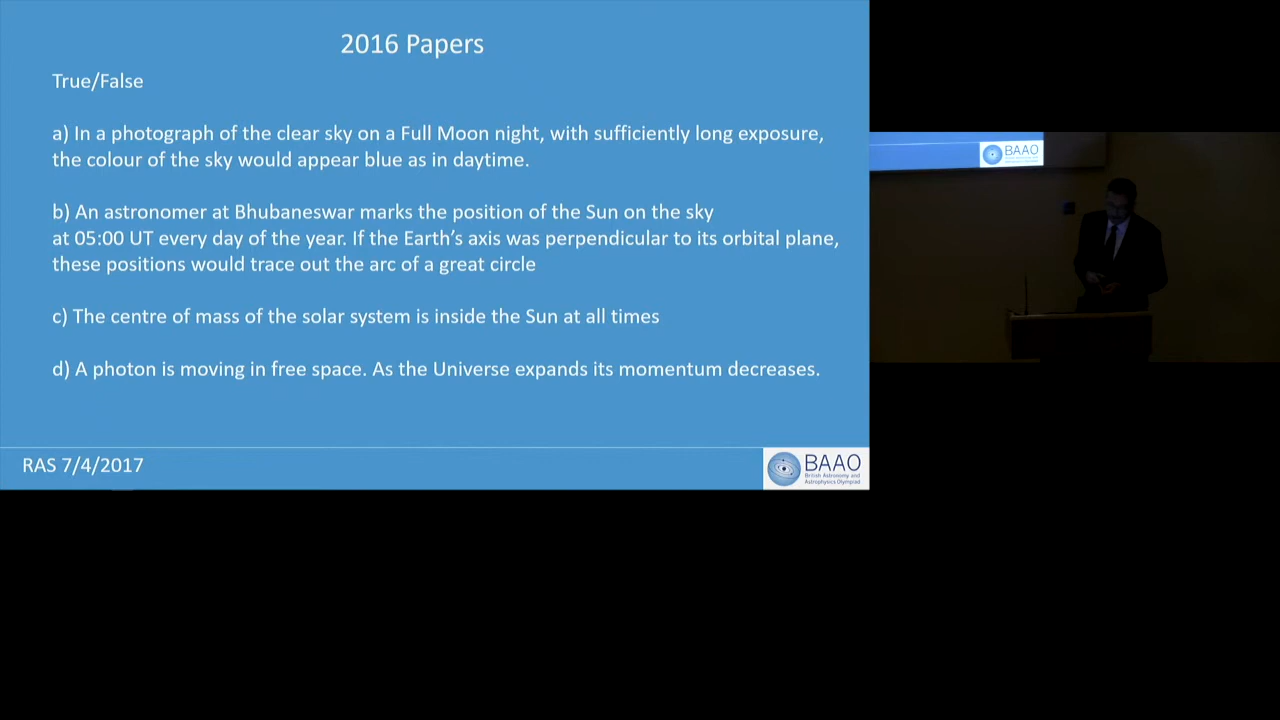 2016 Papers
True/False
a) In a photograph of the clear sky on a Full Moon night, with sufficiently long exposure,
the colour of the sky would appear blue as in daytime.
b) An astronomer at Bhubaneswar marks the position of the Sun on the sky
at 05:00 UT every day of the year. If the Earth's axis was perpendicular to its orbital plane,
these positions would trace out the arc of a great circle
c) The centre of mass of the solar system is inside the Sun at all times
d) A photon is moving in free space. As the Universe expands its momentum decreases.
RAS 7/4/2017
BAAO
British Astronomy and
Astrophysics Olympiad
BAAO